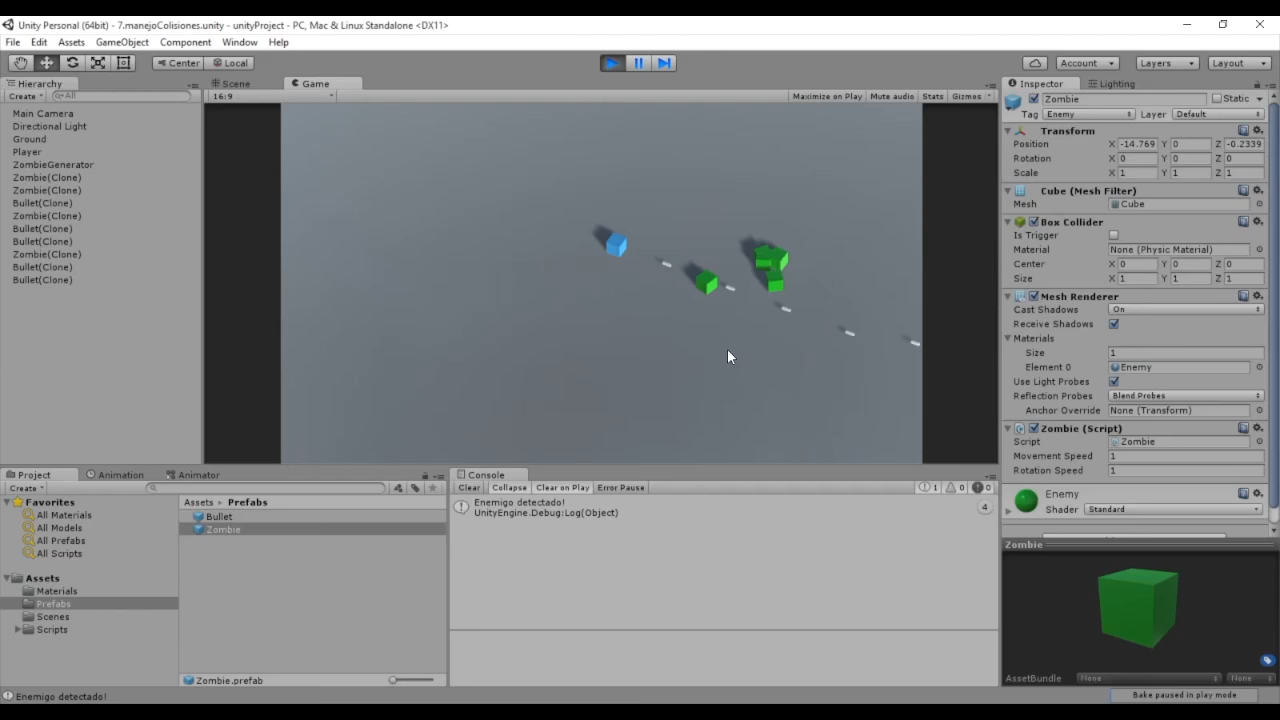 Unity Personal (64bit) - 7.manejoColisiones.unity - unityProject - PC, Mac & Linux Standalone <DX11>
File Edit Assets GameObject Component Window Help
Center Local Account Layers Layout
Hierarchy
Create All
Main Camera
Directional Light
Ground
Player
ZombieGenerator
Zombie(Clone)
Zombie(Clone)
Bullet(Clone)
Zombie(Clone)
Bullet(Clone)
Bullet(Clone)
Zombie(Clone)
Bullet(Clone)
Bullet(Clone)
Scene Game
16:9 Maximize on Play Mute audio Stats Gizmos
Inspector Lighting
Zombie Static
Tag Enemy Layer Default
Transform
Position X -14.769 Y 0 Z -0.2339
Rotation X 0 Y 0 Z 0
Scale X 1 Y 1 Z 1
Cube (Mesh Filter)
Mesh Cube
Box Collider
Is Trigger
Material None (Physic Material)
Center X 0 Y 0 Z 0
Size X 1 Y 1 Z 1
Mesh Renderer
Cast Shadows On
Receive Shadows
Materials
Size 1
Element 0 Enemy
Use Light Probes
Reflection Probes Blend Probes
Anchor Override None (Transform)
Zombie (Script)
Script Zombie
Movement Speed 1
Rotation Speed 1
Enemy
Shader Standard
Zombie
AssetBundle None None
Project Animation Animator
Create
Favorites
All Materials
All Models
All Prefabs
All Scripts
Assets
Materials
Prefabs
Scenes
Scripts
Assets Prefabs
Bullet
Zombie
Zombie.prefab
Console
Clear Collapse Clear on Play Error Pause 1 0 0
Enemigo detectado!
UnityEngine.Debug:Log(Object)
4
Enemigo detectado!
Bake paused in play mode